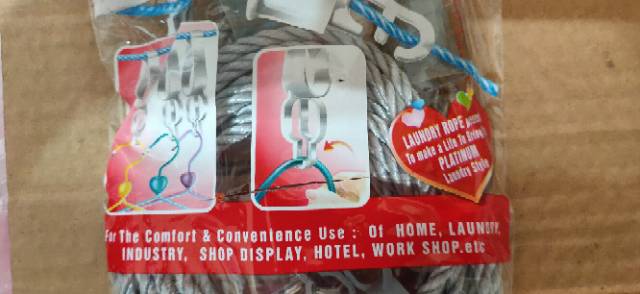 LAUNDRY ROPE
To make a Life To Bring
PLATINUM
Laundry Style
For The Comfort & Convenience Use : 01 HOME, LAUNDRY,
INDUSTRY, SHOP DISPLAY, HOTEL, WORK SHOP.etc